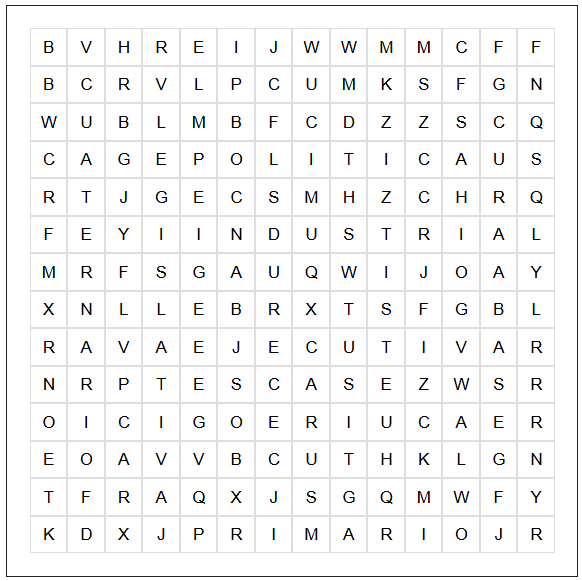 B V H R E I J W W M M C F F
B C R V L P C U M K S F G N
W U B L M B F C D Z Z S C Q
C A G E P O L I T I C A U S
R T J G E C S M H Z C H R Q
F E Y I I N D U S T R I A L
M R F S G A U Q W I J O A Y
X N L L E B R X T S F G B L
R A V A E J E C U T I V A R
N R P T E S C A S E Z W S R
O I C I G O E R I U C A E R
E O A V V B C U T H K L G N
T F R A Q X J S G Q M W F Y
K D X J P R I M A R I O J R